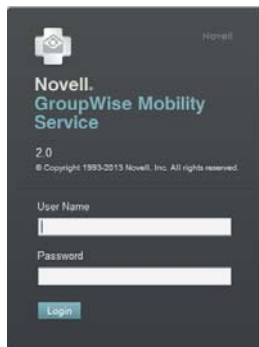 Novell
Novell.
GroupWise Mobility
Service
2.0
© Copyright 1993-2013 Novell, Inc. All rights reserved.
User Name
Password
Login